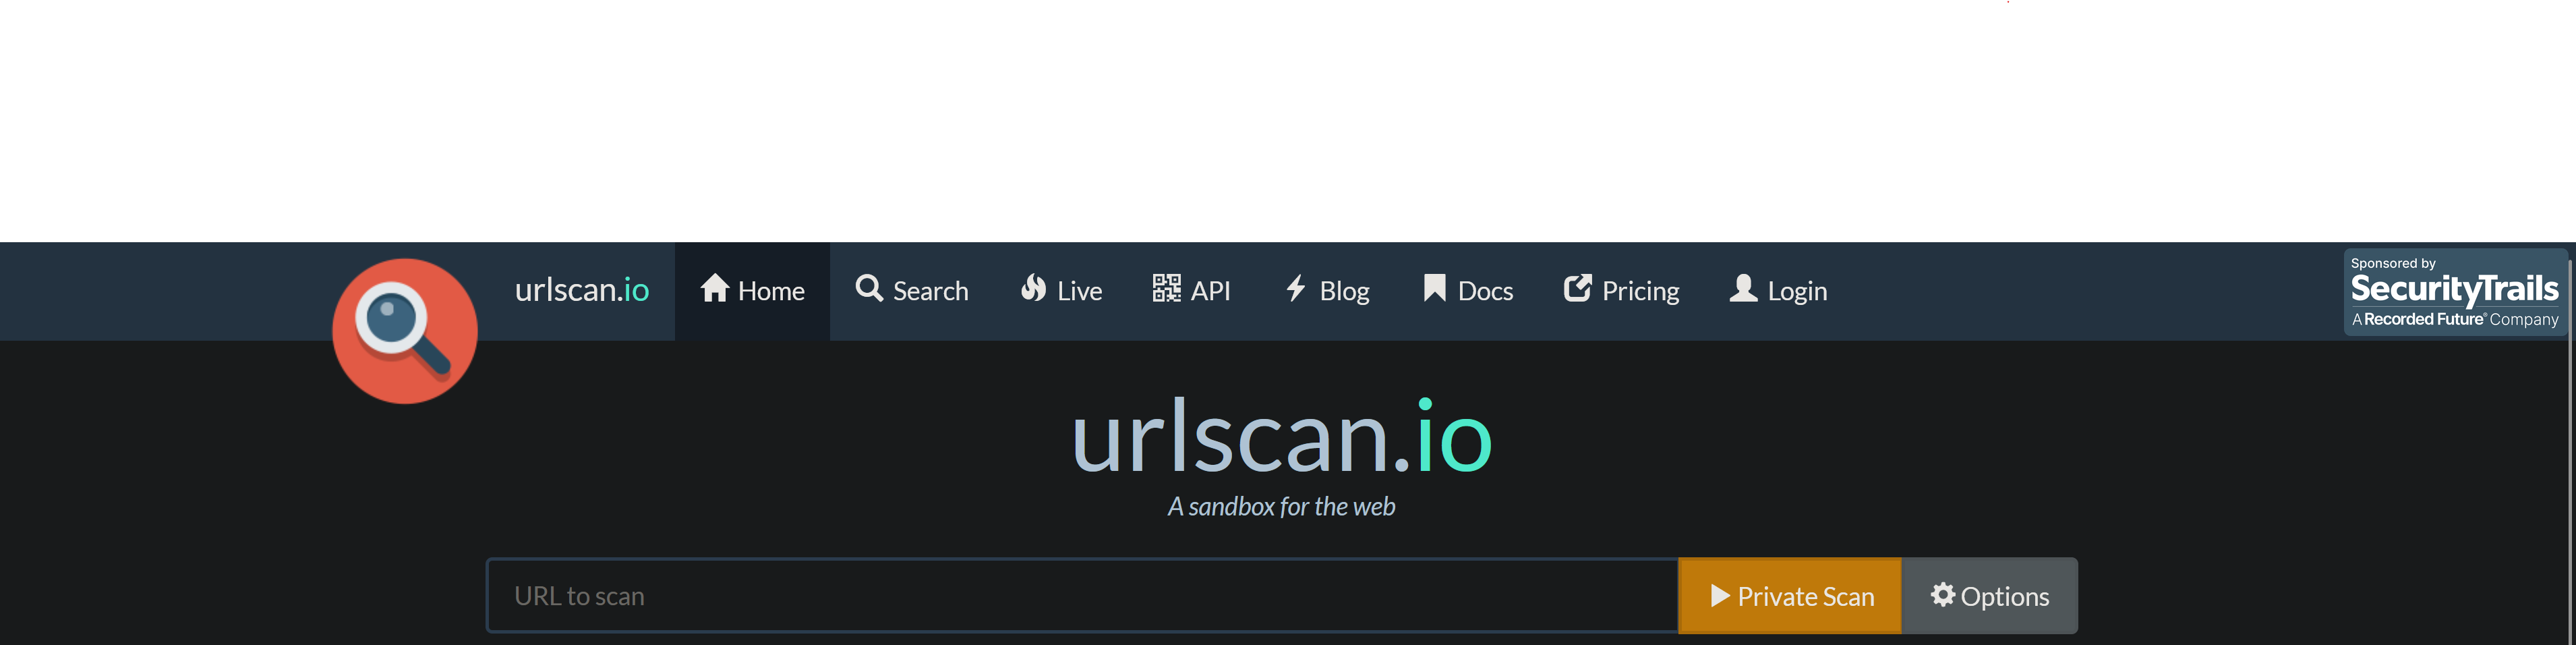 urlscan.io Home Search Live API Blog Docs Pricing Login
Sponsored by
SecurityTrails
A Recorded Future® Company
urlscan.io
A sandbox for the web
URL to scan Private Scan Options